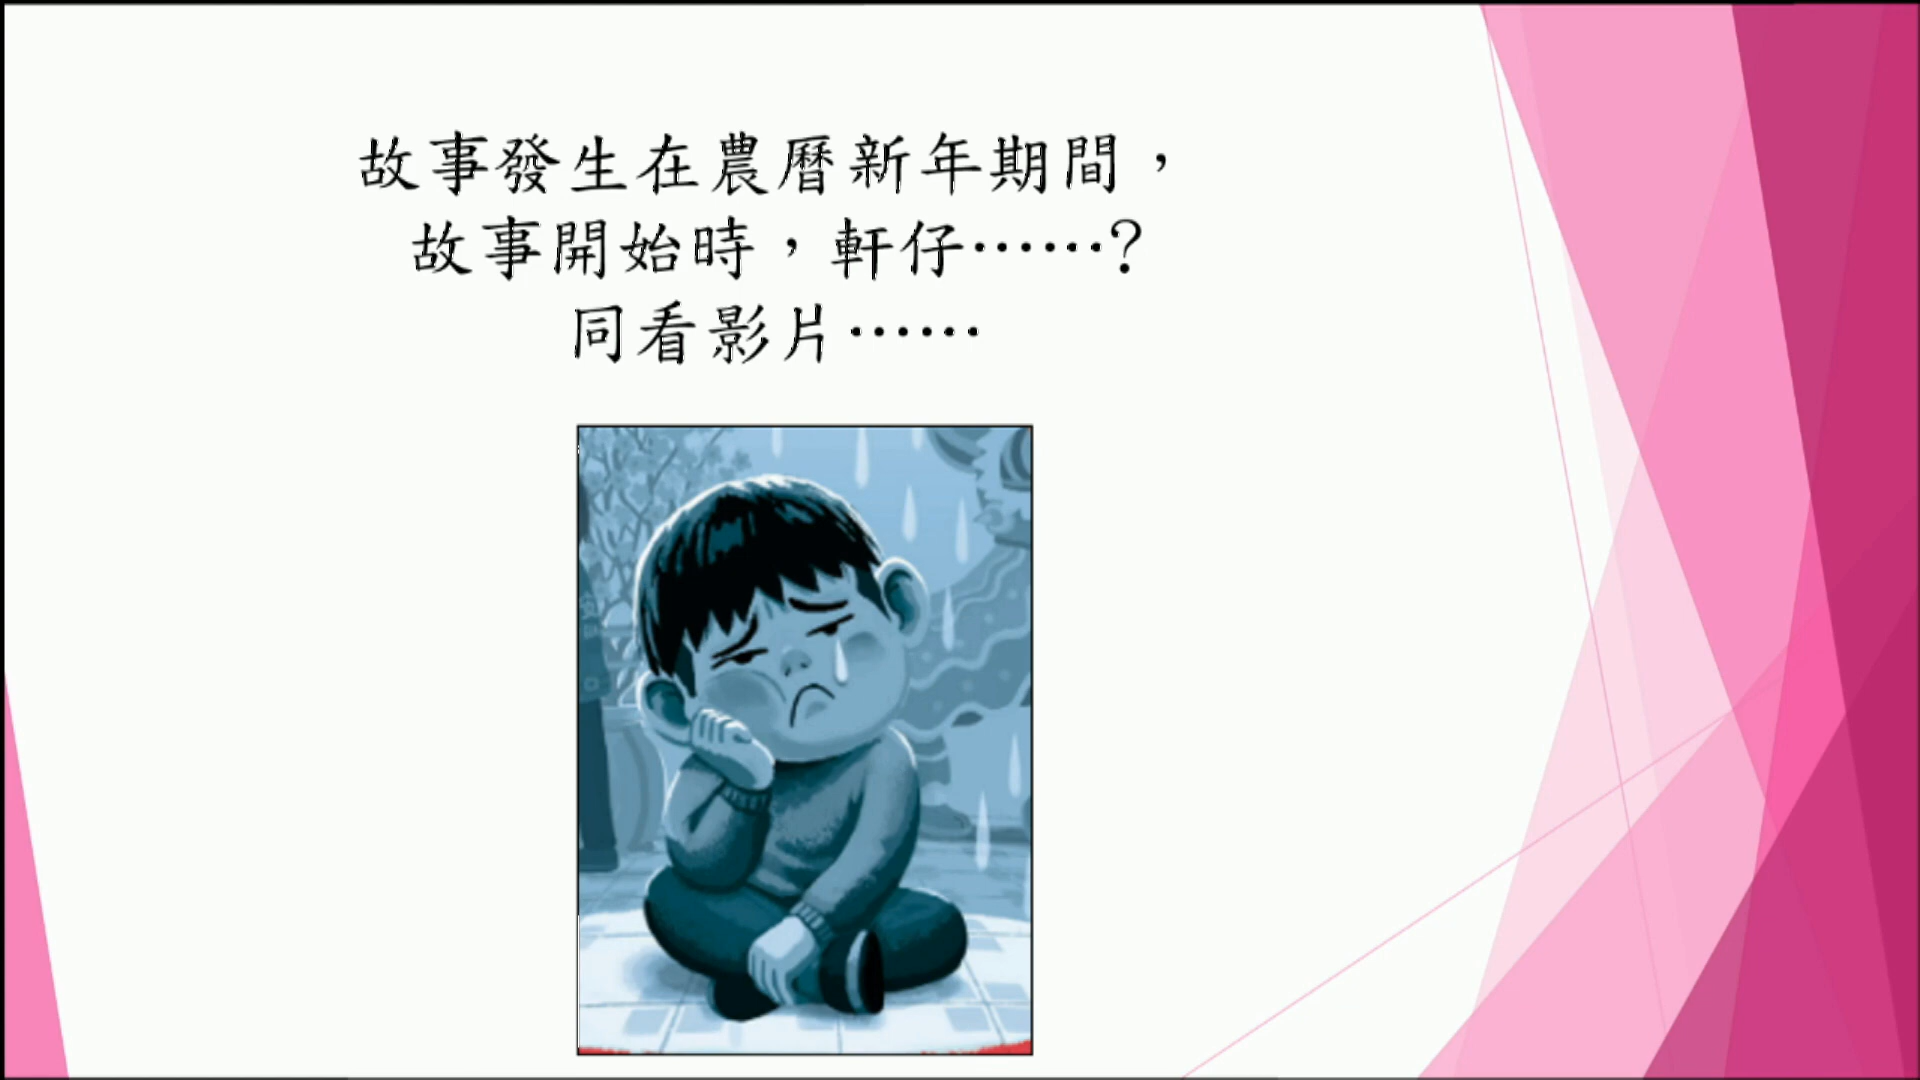 故事發生在農曆新年期間，
故事開始時，軒仔……?
同看影片……